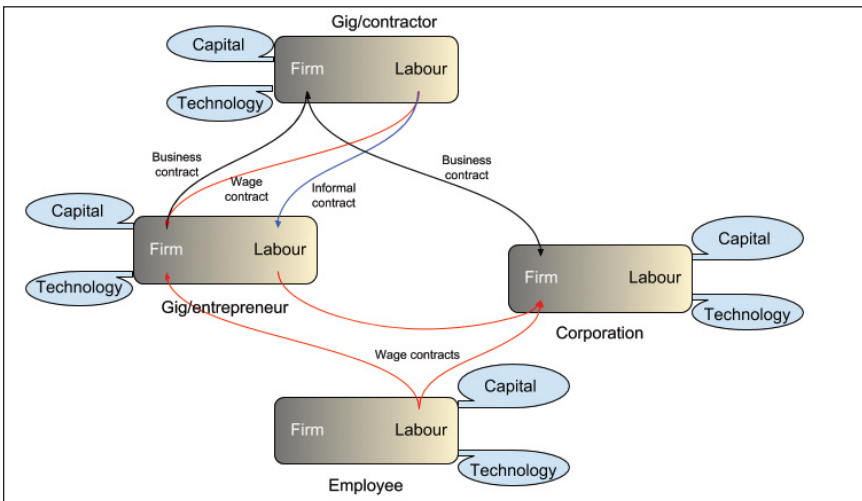 Gig/contractor
Capital
Firm
Labour
Technology
Business
contract
Wage
contract
Informal
contract
Business
contract
Capital
Firm
Labour
Technology
Gig/entrepreneur
Capital
Firm
Labour
Technology
Corporation
Wage contracts
Capital
Firm
Labour
Technology
Employee